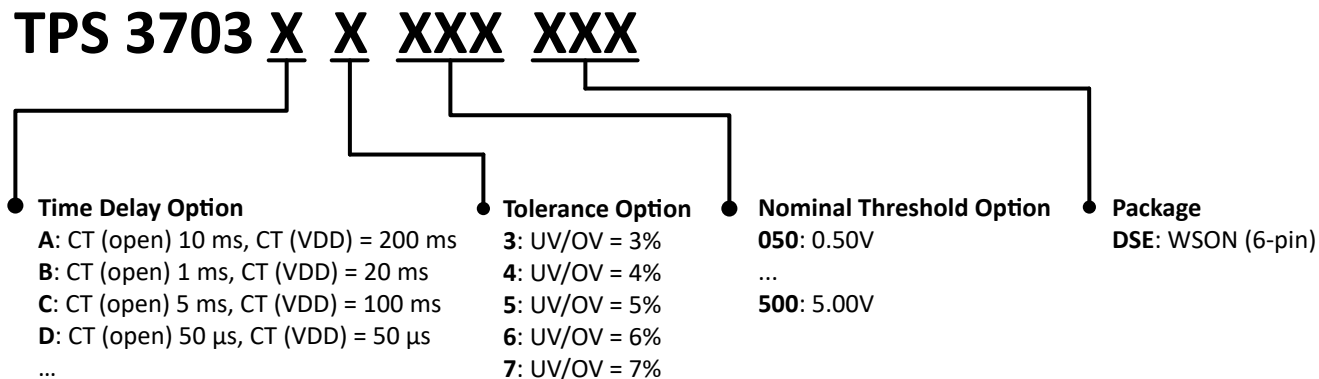 TPS 3703 X X XXX XXX
Time Delay Option
A: CT (open) 10 ms, CT (VDD) = 200 ms
B: CT (open) 1 ms, CT (VDD) = 20 ms
C: CT (open) 5 ms, CT (VDD) = 100 ms
D: CT (open) 50 µs, CT (VDD) = 50 µs
...
Tolerance Option
3: UV/OV = 3%
4: UV/OV = 4%
5: UV/OV = 5%
6: UV/OV = 6%
7: UV/OV = 7%
Nominal Threshold Option
050: 0.50V
...
500: 5.00V
Package
DSE: WSON (6-pin)